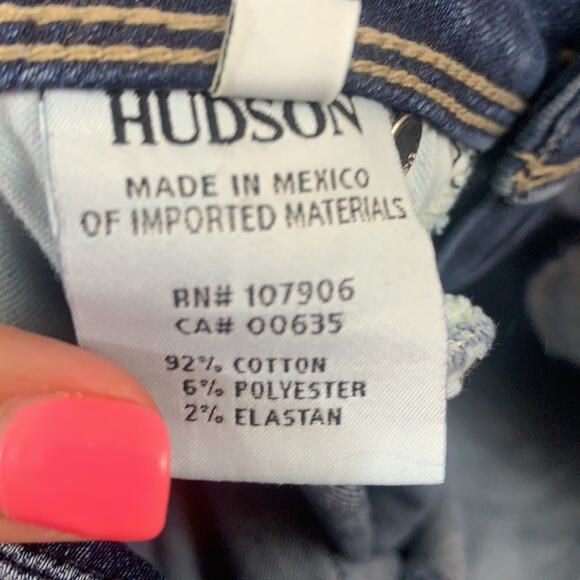 HUDSON
MADE IN MEXICO
OF IMPORTED MATERIALS
RN# 107906
CA# 00635
92% COTTON
6% POLYESTER
2% ELASTAN